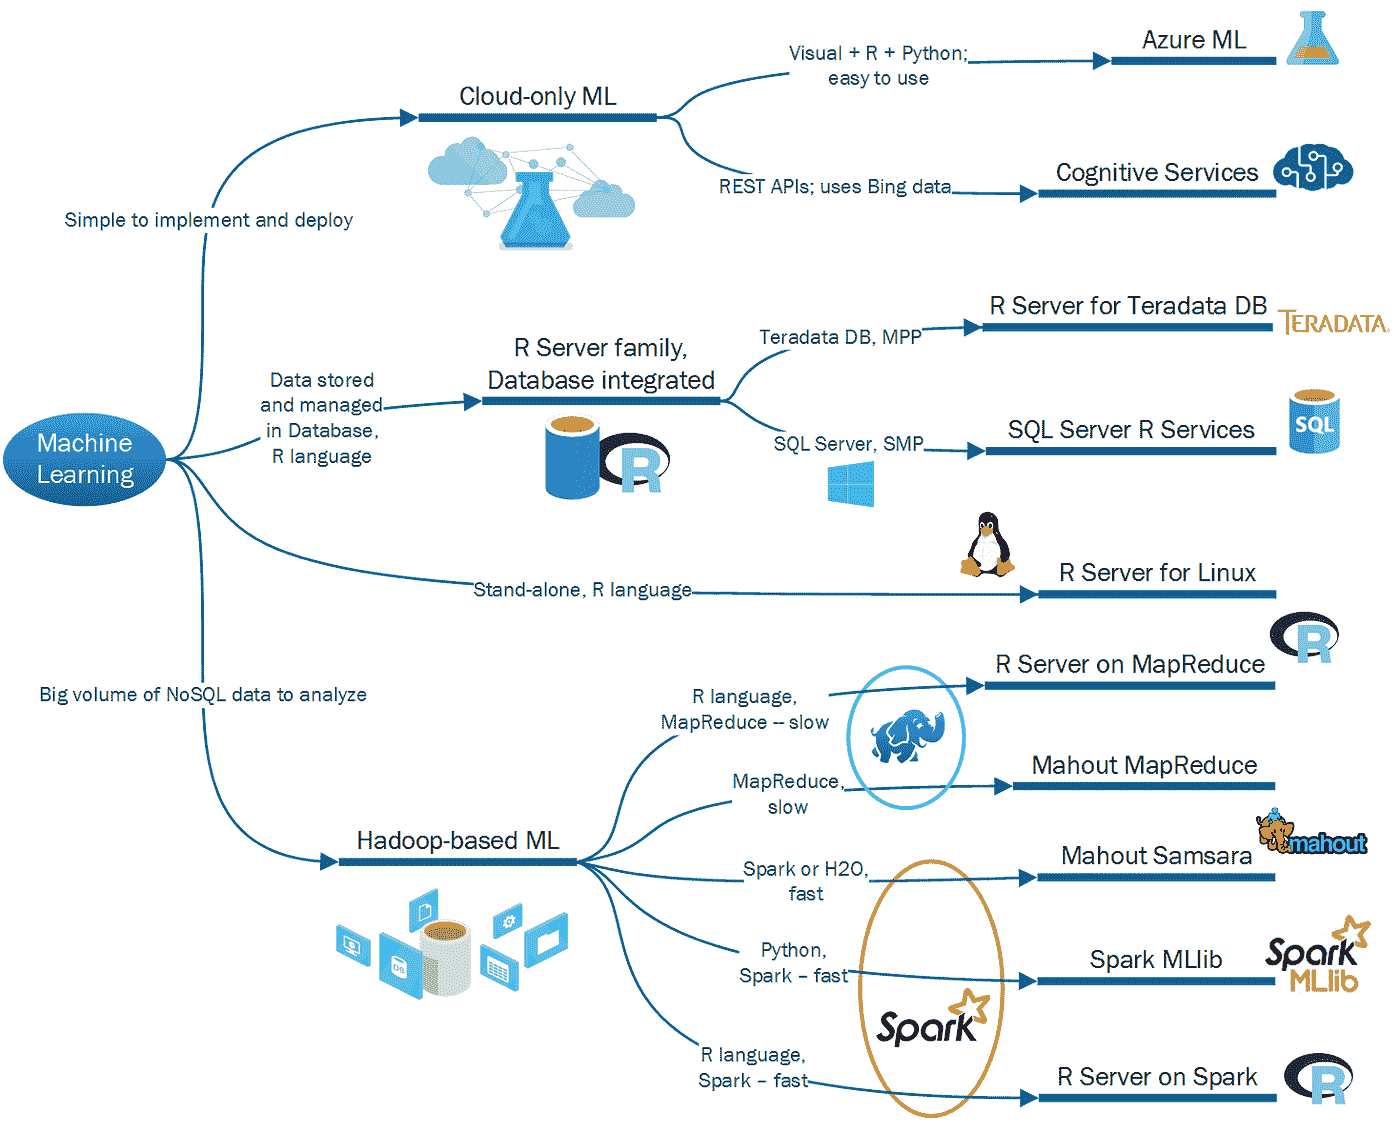 Machine
Learning
Simple to implement and deploy
Cloud-only ML
Visual + R + Python;
easy to use
Azure ML
REST APIs; uses Bing data
Cognitive Services
Data stored
and managed
in Database,
R language
R Server family,
Database integrated
R
Teradata DB, MPP
R Server for Teradata DB
TERADATA
SQL Server, SMP
SQL Server R Services
SQL
Stand-alone, R language
R Server for Linux
R
Big volume of NoSQL data to analyze
Hadoop-based ML
DB
R language,
MapReduce -- slow
R Server on MapReduce
MapReduce,
slow
Mahout MapReduce
mahout
Spark or H2O,
fast
Mahout Samsara
Python,
Spark – fast
Spark MLlib
Spark
MLlib
Spark
R language,
Spark – fast
R Server on Spark
R